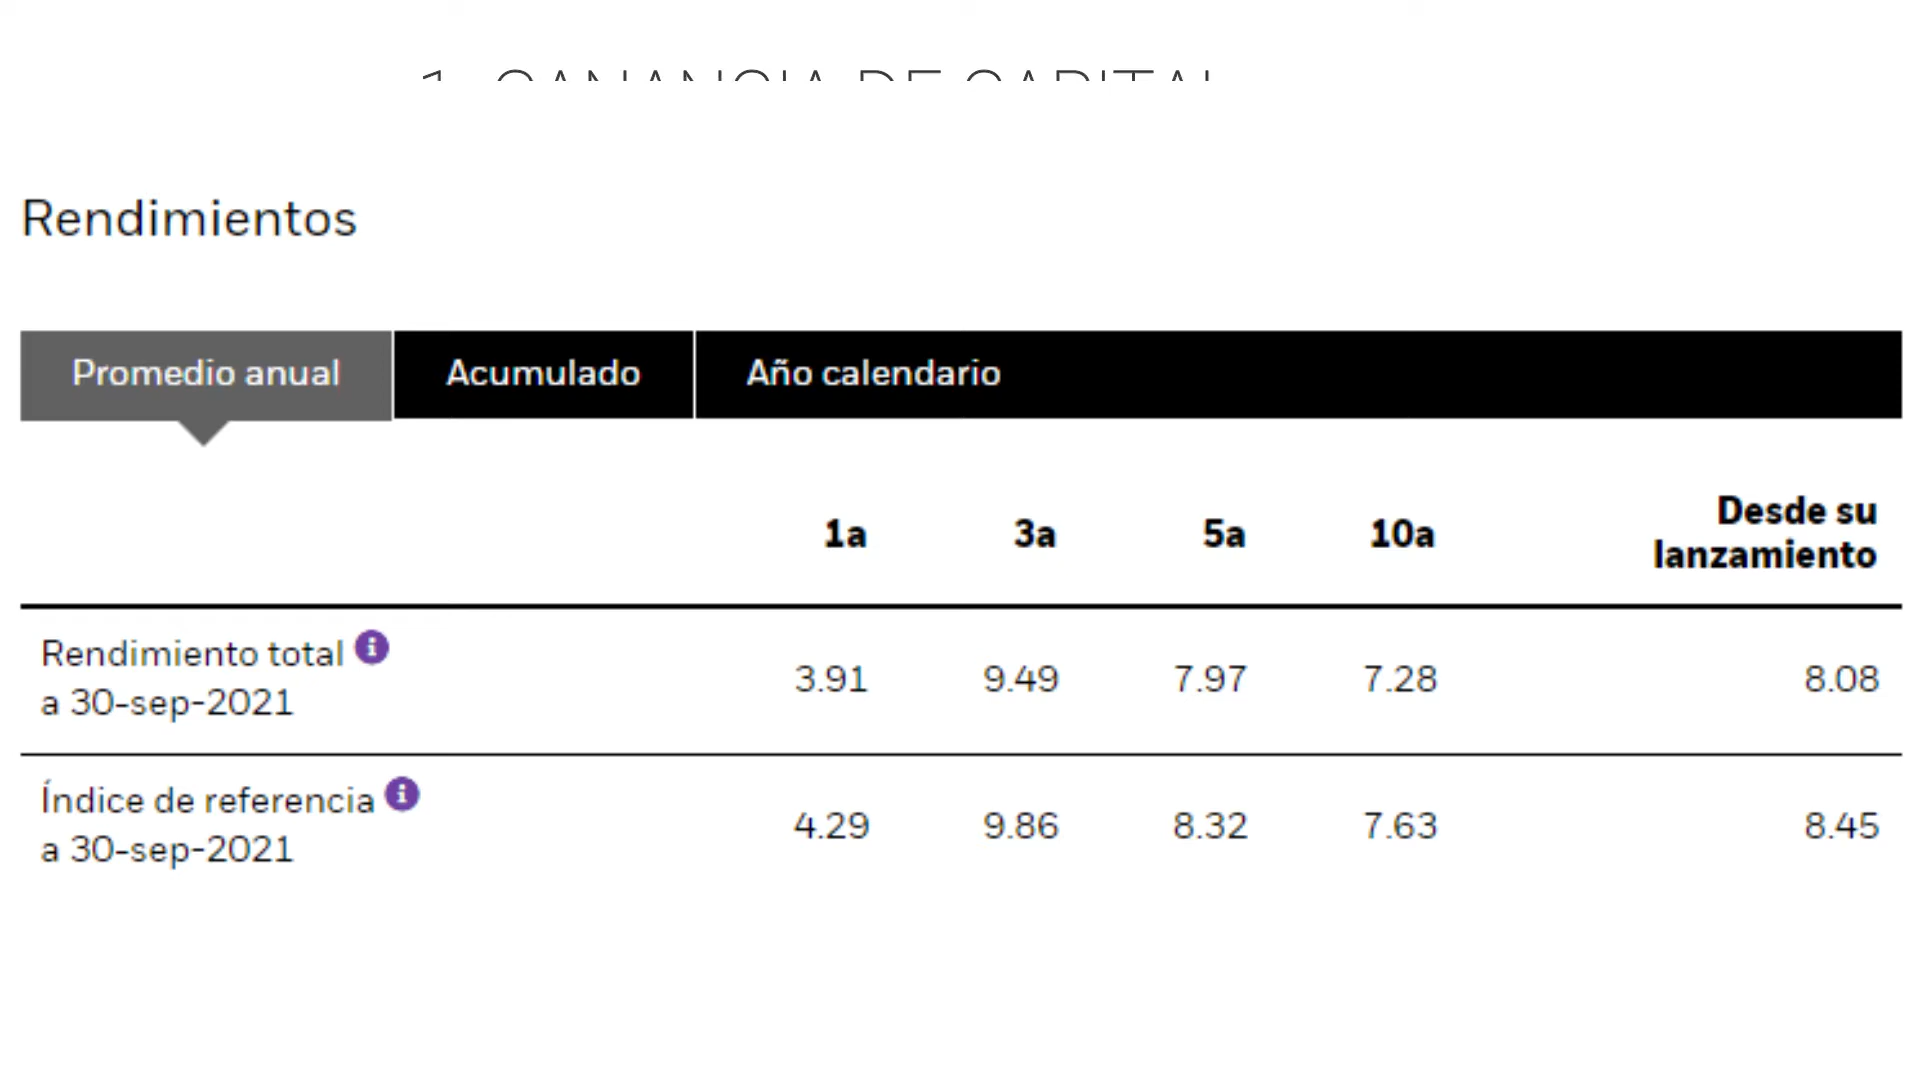 Rendimientos
Promedio anual Acumulado Año calendario
1a 3a 5a 10a Desde su lanzamiento
Rendimiento total
a 30-sep-2021 3.91 9.49 7.97 7.28 8.08
Índice de referencia
a 30-sep-2021 4.29 9.86 8.32 7.63 8.45